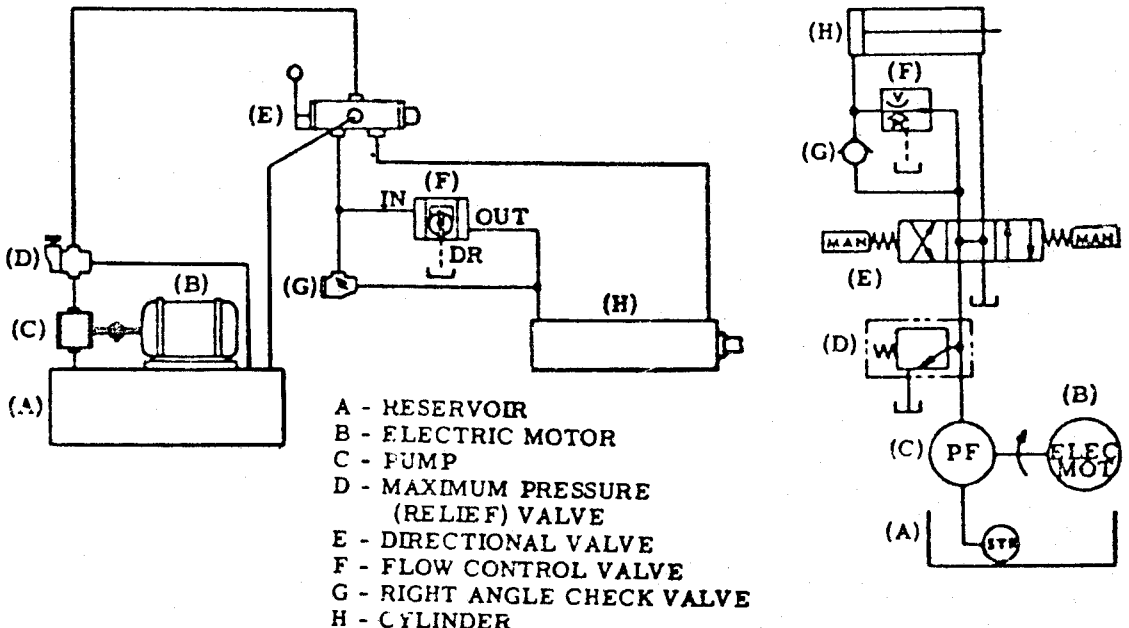 (H)
(F)
(E)
(G)
(F)
IN
OUT
DR
(D)
(B)
(G)
(H)
MAN
MAN
(E)
(C)
(D)
(B)
(A)
(C)
PF
ELEC
MOT
(A)
STR
A - RESERVOIR
B - ELECTRIC MOTOR
C - PUMP
D - MAXIMUM PRESSURE
(RELIEF) VALVE
E - DIRECTIONAL VALVE
F - FLOW CONTROL VALVE
G - RIGHT ANGLE CHECK VALVE
H - CYLINDER